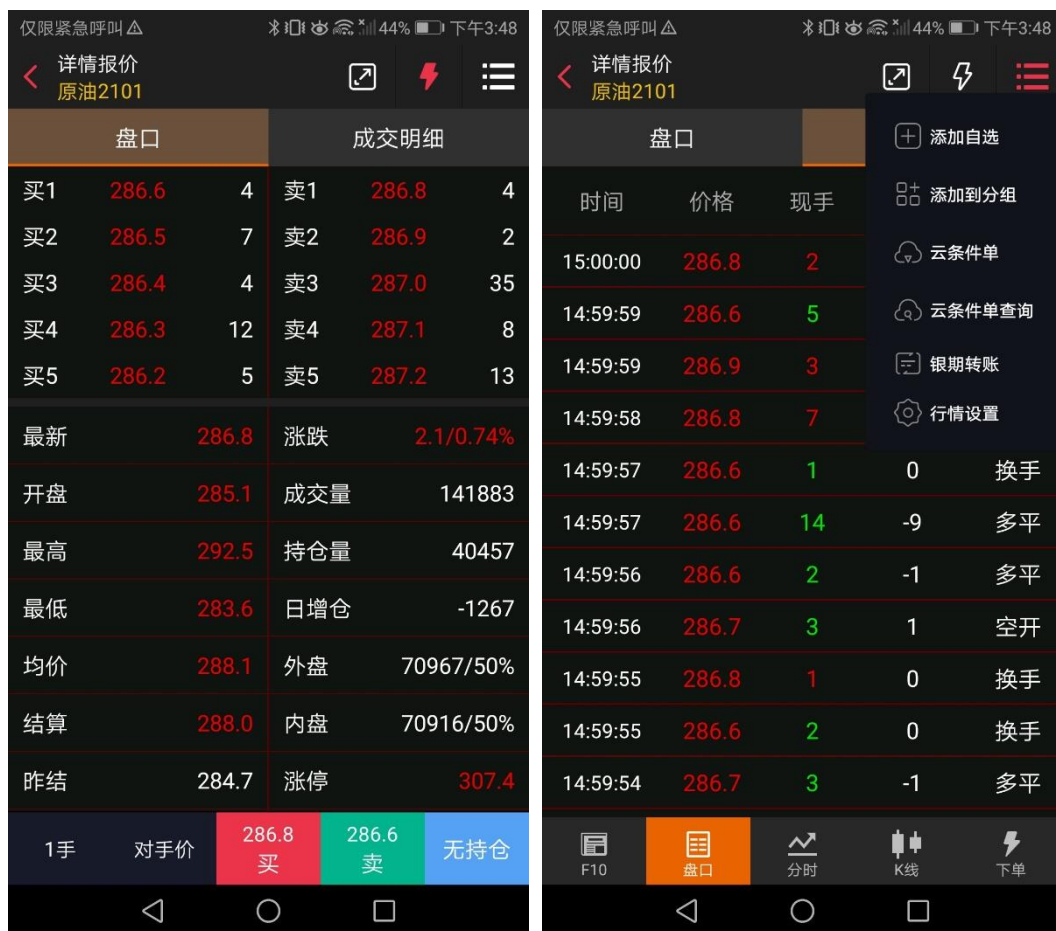 仅限紧急呼叫 44% 下午3:48
详情报价
原油2101
盘口 成交明细
买1 286.6 4 卖1 286.8 4
买2 286.5 7 卖2 286.9 2
买3 286.4 4 卖3 287.0 35
买4 286.3 12 卖4 287.1 8
买5 286.2 5 卖5 287.2 13
最新 286.8 涨跌 2.1/0.74%
开盘 285.1 成交量 141883
最高 292.5 持仓量 40457
最低 283.6 日增仓 -1267
均价 288.1 外盘 70967/50%
结算 288.0 内盘 70916/50%
昨结 284.7 涨停 307.4
1手 对手价 286.8 买 286.6 卖 无持仓
仅限紧急呼叫 44% 下午3:48
详情报价
原油2101
盘口
添加自选
添加到分组
云条件单
云条件单查询
银期转账
行情设置
时间 价格 现手
15:00:00 286.8 2
14:59:59 286.6 5
14:59:59 286.9 3
14:59:58 286.8 7
14:59:57 286.6 1 0 换手
14:59:57 286.6 14 -9 多平
14:59:56 286.6 2 -1 多平
14:59:56 286.7 3 1 空开
14:59:55 286.8 1 0 换手
14:59:55 286.6 2 0 换手
14:59:54 286.7 3 -1 多平
F10 盘口 分时 K线 下单